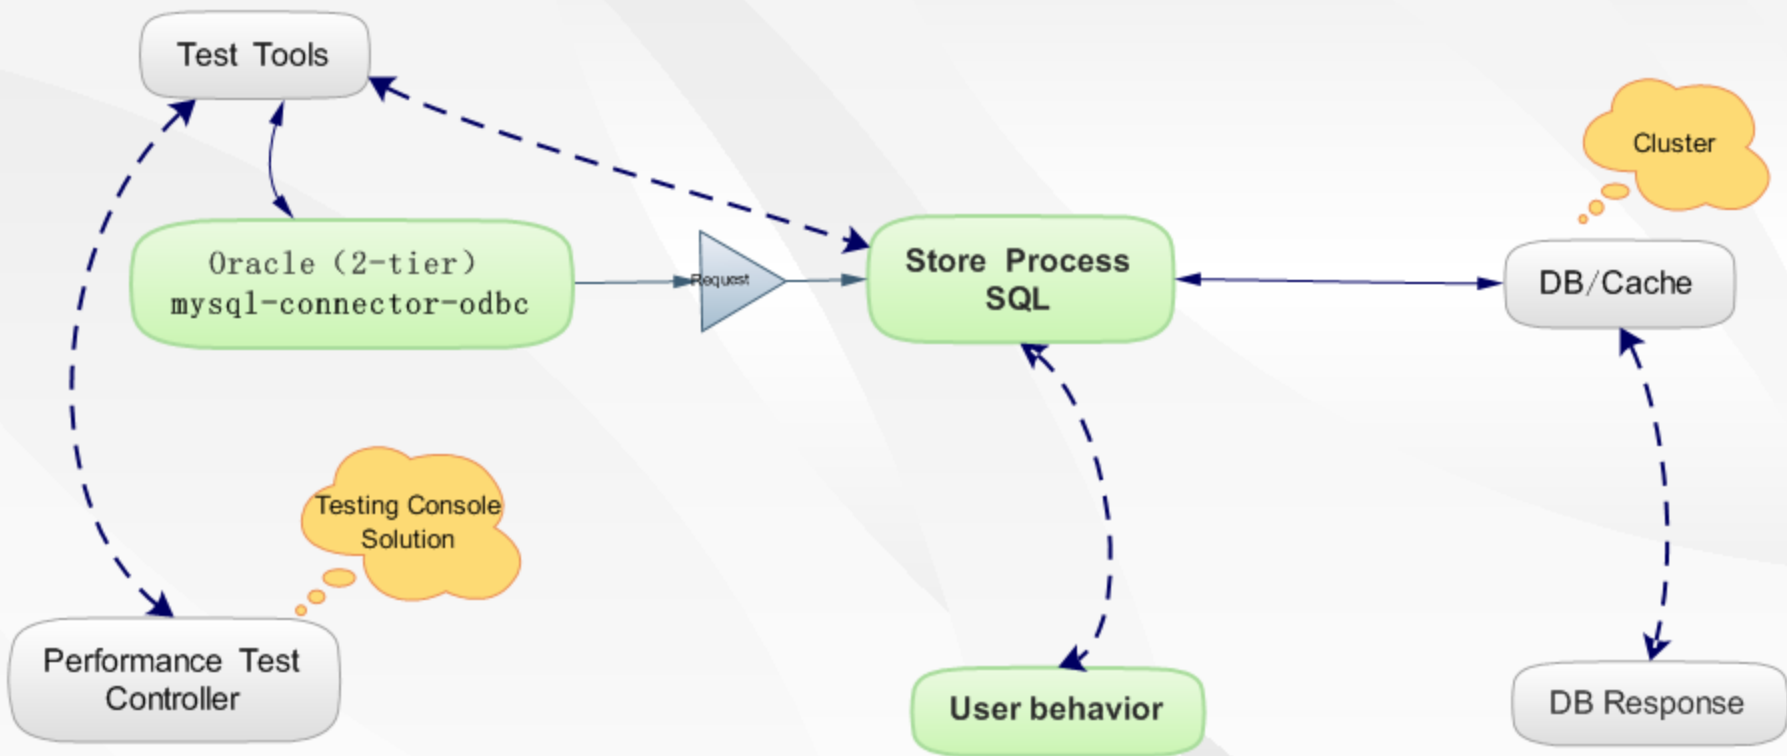 Test Tools
Cluster
Oracle（2-tier）
mysql-connector-odbc
Request
Store Process
SQL
DB/Cache
Testing Console
Solution
Performance Test
Controller
User behavior
DB Response